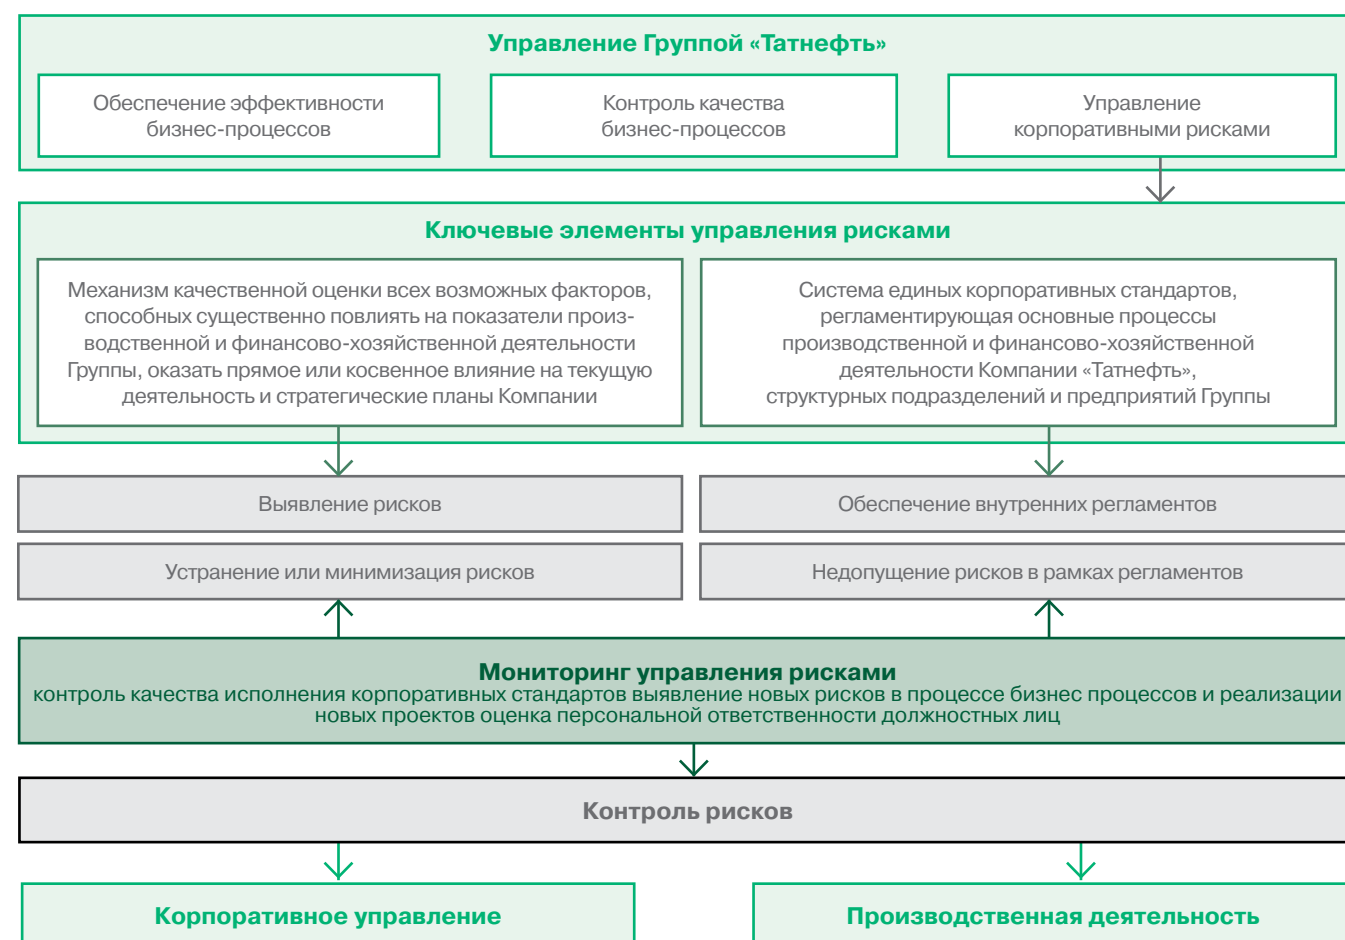 Управление Группой «Татнефть»
Обеспечение эффективности
бизнес-процессов
Контроль качества
бизнес-процессов
Управление
корпоративными рисками
Ключевые элементы управления рисками
Механизм качественной оценки всех возможных факторов,
способных существенно повлиять на показатели произ-
водственной и финансово-хозяйственной деятельности
Группы, оказать прямое или косвенное влияние на текущую
деятельность и стратегические планы Компании
Система единых корпоративных стандартов,
регламентирующая основные процессы
производственной и финансово-хозяйственной
деятельности Компании «Татнефть»,
структурных подразделений и предприятий Группы
Выявление рисков
Обеспечение внутренних регламентов
Устранение или минимизация рисков
Недопущение рисков в рамках регламентов
Мониторинг управления рисками
контроль качества исполнения корпоративных стандартов выявление новых рисков в процессе бизнес процессов и реализации
новых проектов оценка персональной ответственности должностных лиц
Контроль рисков
Корпоративное управление
Производственная деятельность